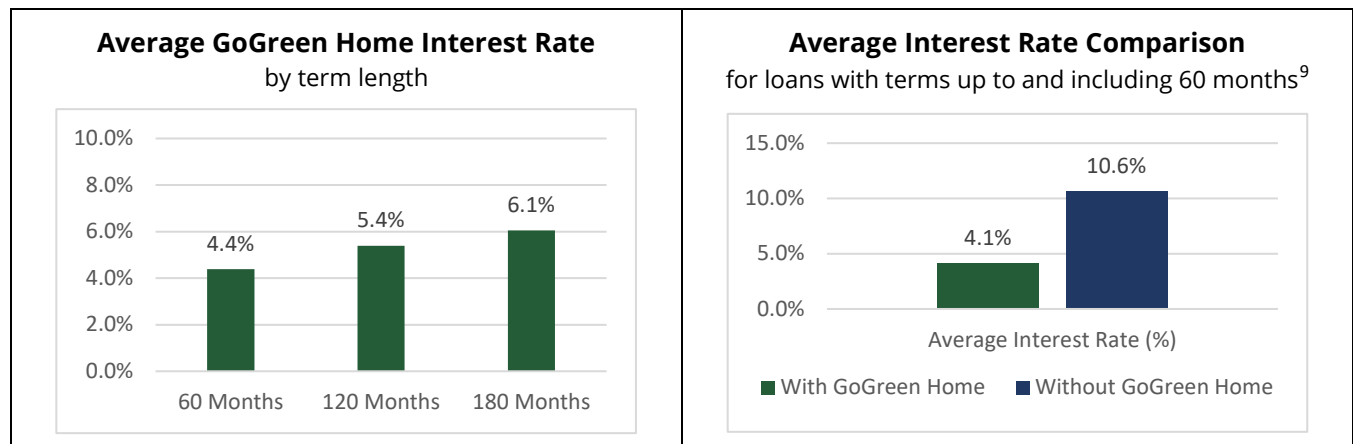 Average GoGreen Home Interest Rate
by term length
10.0%
8.0%
6.0%
4.0%
2.0%
0.0%
4.4%
5.4%
6.1%
60 Months
120 Months
180 Months
Average Interest Rate Comparison
for loans with terms up to and including 60 months⁹
15.0%
10.0%
5.0%
0.0%
4.1%
10.6%
Average Interest Rate (%)
With GoGreen Home
Without GoGreen Home